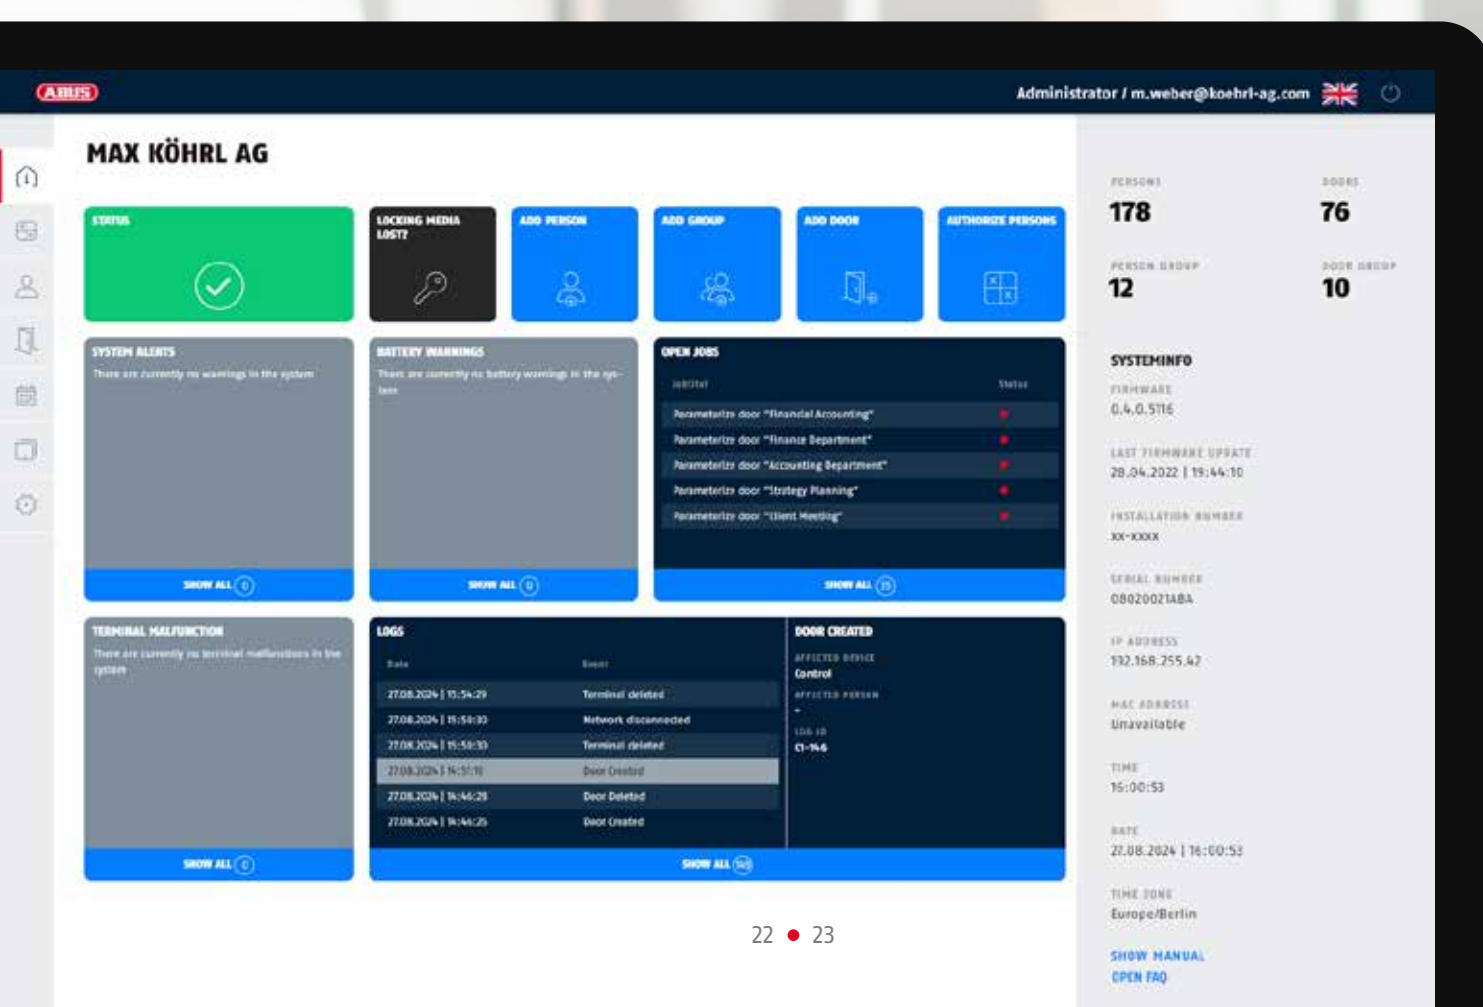 ABUS
Administrator / m.weber@koehrl-ag.com
MAX KÖHRL AG
STATUS
LOCKING MEDIA
LOST?
ADD PERSON
ADD GROUP
ADD DOOR
AUTHORIZE PERSONS
SYSTEM ALERTS
There are currently no warnings in the system
SHOW ALL 0
BATTERY WARNINGS
There are currently no battery warnings in the sys-
tem
SHOW ALL 0
OPEN JOBS
Jobtitel Status
Parameterize door "Financial Accounting"
Parameterize door "Finance Department"
Parameterize door "Accounting Department"
Parameterize door "Strategy Planning"
Parameterize door "Client Meeting"
SHOW ALL
TERMINAL MALFUNCTION
There are currently no terminal malfunctions in the
system
SHOW ALL 0
LOGS
Date Event
27.08.2024 | 15:54:29 Terminal deleted
27.08.2024 | Network disconnected
27.08.2024 | Terminal deleted
27.08.2024 | Door Created
27.08.2024 | 14:46:28 Door Deleted
27.08.2024 | 14:46:25 Door Created
DOOR CREATED
AFFECTED DEVICE
Control
AFFECTED PERSON
-
LOG ID
C1-146
SHOW ALL
PERSONS DOORS
178 76
PERSON GROUP DOOR GROUP
12 10
SYSTEMINFO
FIRMWARE
0.4.0.5116
LAST FIRMWARE UPDATE
28.04.2022 | 19:44:10
INSTALLATION NUMBER
xx-xxxx
SERIAL NUMBER
08020021ABA
IP ADDRESS
192.168.255.42
MAC ADDRESS
Unavailable
TIME
16:00:53
DATE
27.08.2024 | 16:00:53
TIME ZONE
Europe/Berlin
SHOW MANUAL
OPEN FAQ
22 • 23